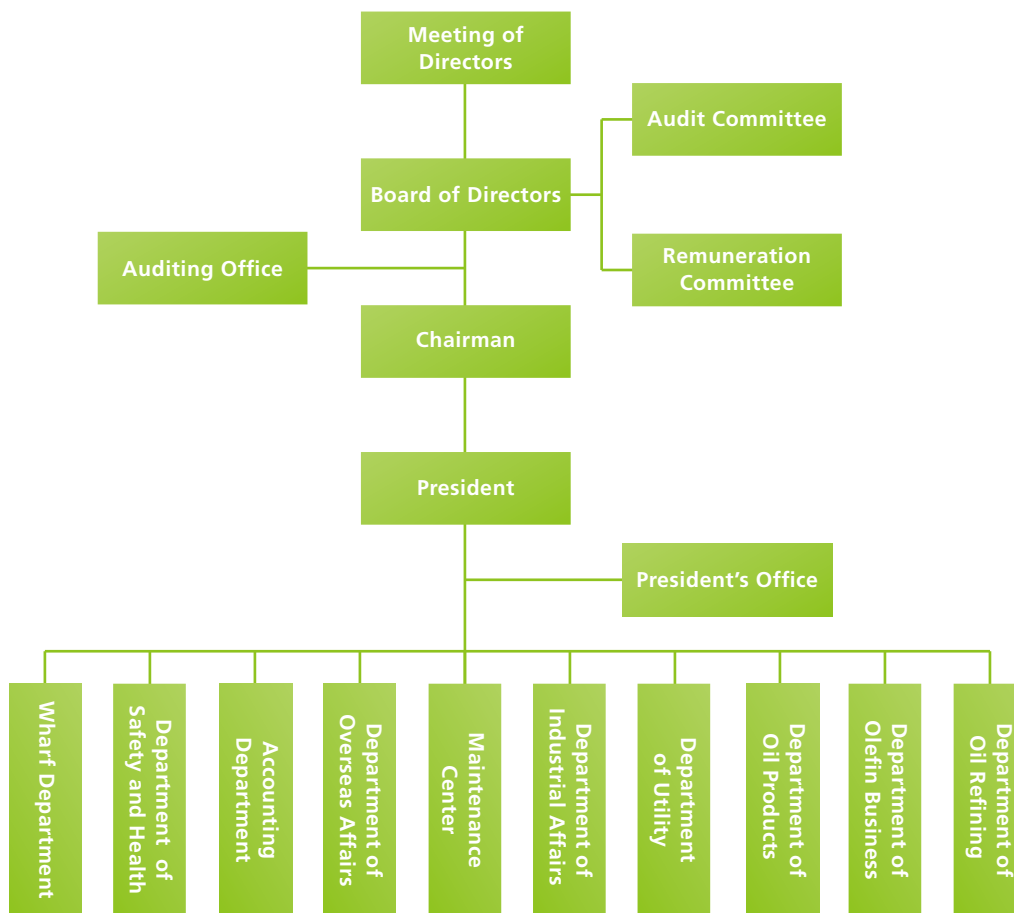 Meeting of
Directors
Audit Committee
Board of Directors
Auditing Office
Remuneration
Committee
Chairman
President
President’s Office
Wharf Department
Department of
Safety and Health
Accounting
Department
Department of
Overseas Affairs
Maintenance
Center
Department of
Industrial Affairs
Department
of Utility
Department of
Oil Products
Department of
Olefin Business
Department of
Oil Refining